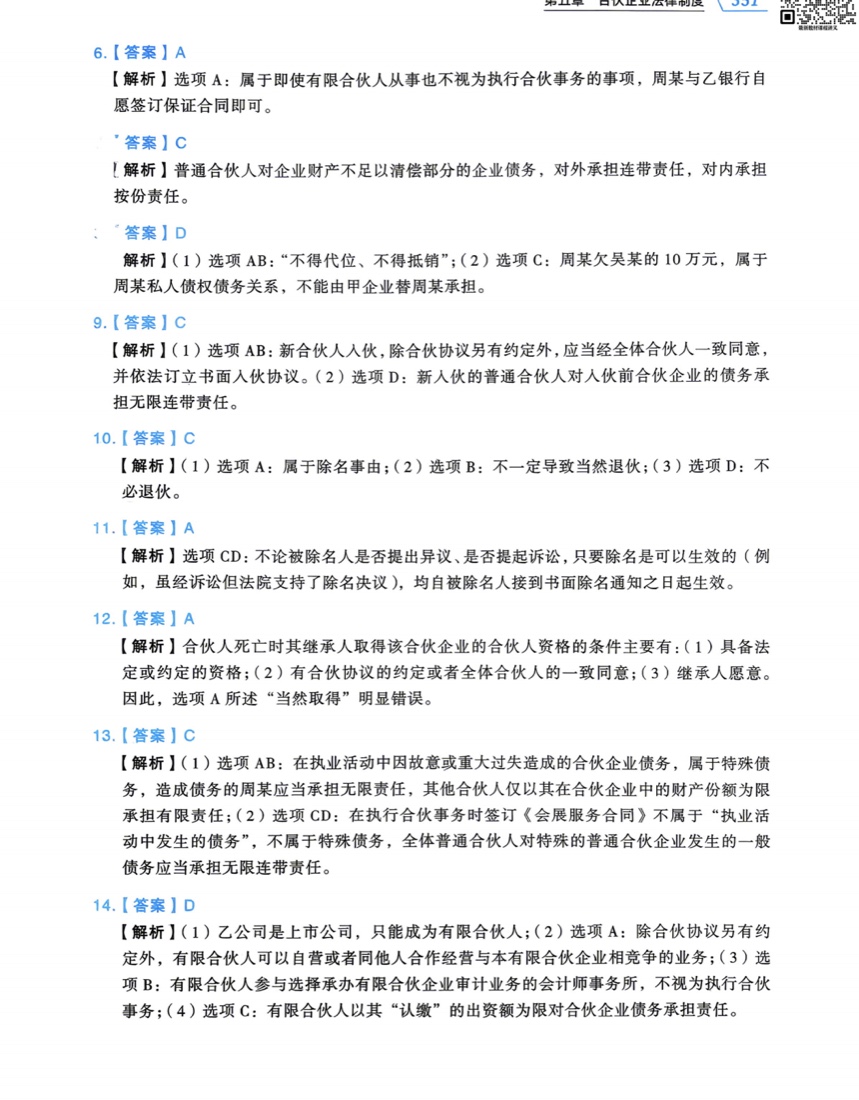 第五章 合伙企业法律制度 351
6.【答案】A
【解析】选项 A：属于即使有限合伙人从事也不视为执行合伙事务的事项，周某与乙银行自
愿签订保证合同即可。
答案】C
解析】普通合伙人对企业财产不足以清偿部分的企业债务，对外承担连带责任，对内承担
按份责任。
答案】D
解析】（1）选项 AB：“不得代位、不得抵销”；（2）选项 C：周某欠吴某的 10 万元，属于
周某私人债权债务关系，不能由甲企业替周某承担。
9.【答案】C
【解析】（1）选项 AB：新合伙人入伙，除合伙协议另有约定外，应当经全体合伙人一致同意，
并依法订立书面入伙协议。（2）选项 D：新入伙的普通合伙人对入伙前合伙企业的债务承
担无限连带责任。
10.【答案】C
【解析】（1）选项 A：属于除名事由；（2）选项 B：不一定导致当然退伙；（3）选项 D：不
必退伙。
11.【答案】A
【解析】选项 CD：不论被除名人是否提出异议、是否提起诉讼，只要除名是可以生效的（例
如，虽经诉讼但法院支持了除名决议），均自被除名人接到书面除名通知之日起生效。
12.【答案】A
【解析】合伙人死亡时其继承人取得该合伙企业的合伙人资格的条件主要有：（1）具备法
定或约定的资格；（2）有合伙协议的约定或者全体合伙人的一致同意；（3）继承人愿意。
因此，选项 A 所述“当然取得”明显错误。
13.【答案】C
【解析】（1）选项 AB：在执业活动中因故意或重大过失造成的合伙企业债务，属于特殊债
务，造成债务的周某应当承担无限责任，其他合伙人仅以其在合伙企业中的财产份额为限
承担有限责任；（2）选项 CD：在执行合伙事务时签订《会展服务合同》不属于“执业活
动中发生的债务”，不属于特殊债务，全体普通合伙人对特殊的普通合伙企业发生的一般
债务应当承担无限连带责任。
14.【答案】D
【解析】（1）乙公司是上市公司，只能成为有限合伙人；（2）选项 A：除合伙协议另有约
定外，有限合伙人可以自营或者同他人合作经营与本有限合伙企业相竞争的业务；（3）选
项 B：有限合伙人参与选择承办有限合伙企业审计业务的会计师事务所，不视为执行合伙
事务；（4）选项 C：有限合伙人以其“认缴”的出资额为限对合伙企业债务承担责任。